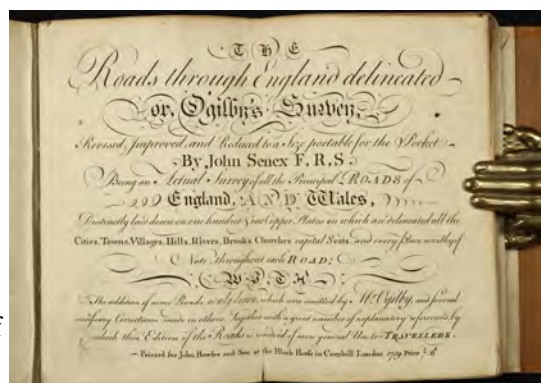 THE
Roads through England delineated
or, Ogilby's Survey,
Revised, Improved, and Reduced to a Size portable for the Pocket
By John Senex F.R.S.
Being an Actual Survey of all the Principal ROADS of
England, AND Wales,
Distinctly laid down on one hundred & one Copper Plates on which are delineated all the
Cities, Towns, Villages, Hills, Rivers, Brooks, Churches capital Seats and every Place worthy of
Note, throughout each ROAD;
WITH
The addition of some Roads newly drawn, which were omitted by Mr. Ogilby, and several
necessary Corrections made in others, Together with a great number of explanatory references, by
which this Edition of the Roads is rendered of more general Use to TRAVELLERS.
Printed for John Bowles and Son at the Black Horse in Cornhill London 1759 Price
f